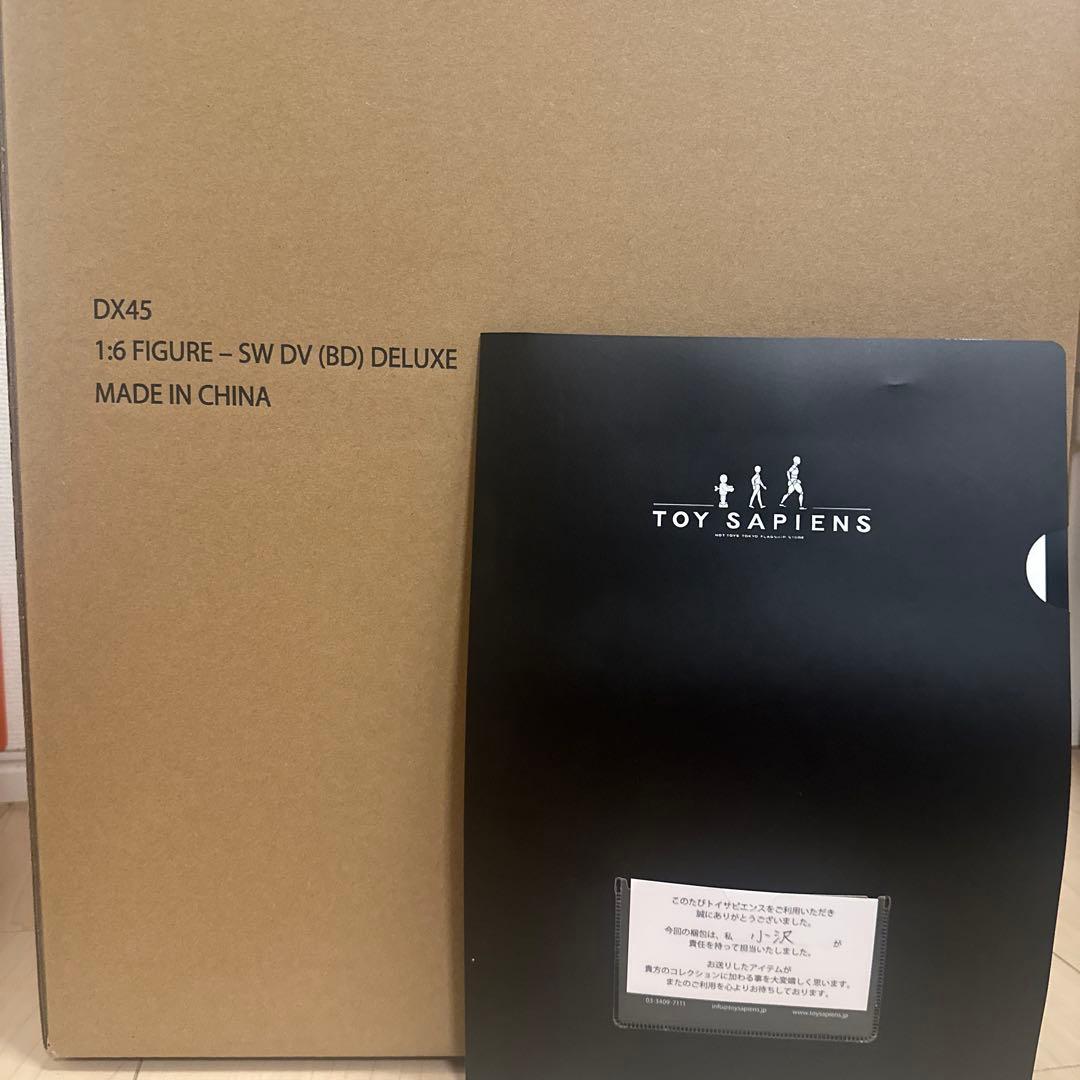 DX45
1:6 FIGURE – SW DV (BD) DELUXE
MADE IN CHINA
TOY SAPIENS
HOT TOYS TOKYO FLAGSHIP STORE
このたびトイサピエンスをご利用いただき
誠にありがとうございました。
今回の梱包は、私 小沢 が
責任を持って担当いたしました。
お送りしたアイテムが
貴方のコレクションに加わる事を大変嬉しく思います。
またのご利用を心よりお待ちしております。
03-3409-7111 info@toysapiens.jp www.toysapiens.jp